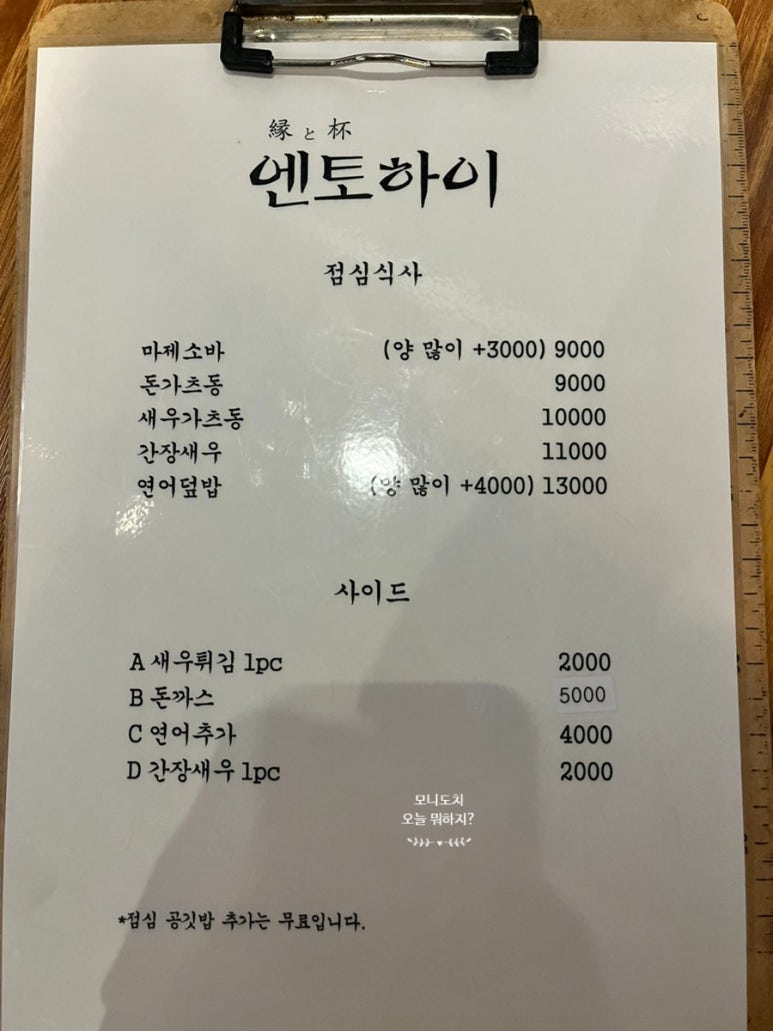 縁と杯
엔토하이
점심식사
마제소바 (양 많이 +3000) 9000
돈가츠동 9000
새우가츠동 10000
간장새우 11000
연어덮밥 (양 많이 +4000) 13000
사이드
A 새우튀김 1pc 2000
B 돈까스 5000
C 연어추가 4000
D 간장새우 1pc 2000
모니도치
오늘 뭐하지?
*점심 공깃밥 추가는 무료입니다.